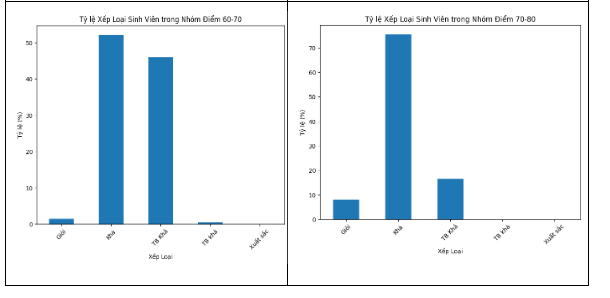 Tỷ lệ Xếp Loại Sinh Viên trong Nhóm Điểm 60-70
50
40
30
20
10
0
Tỷ lệ (%)
Giỏi
Khá
TB Khá
TB khá
Xuất sắc
Xếp Loại
Tỷ lệ Xếp Loại Sinh Viên trong Nhóm Điểm 70-80
70
60
50
40
30
20
10
0
Tỷ lệ (%)
Giỏi
Khá
TB Khá
TB khá
Xuất sắc
Xếp Loại